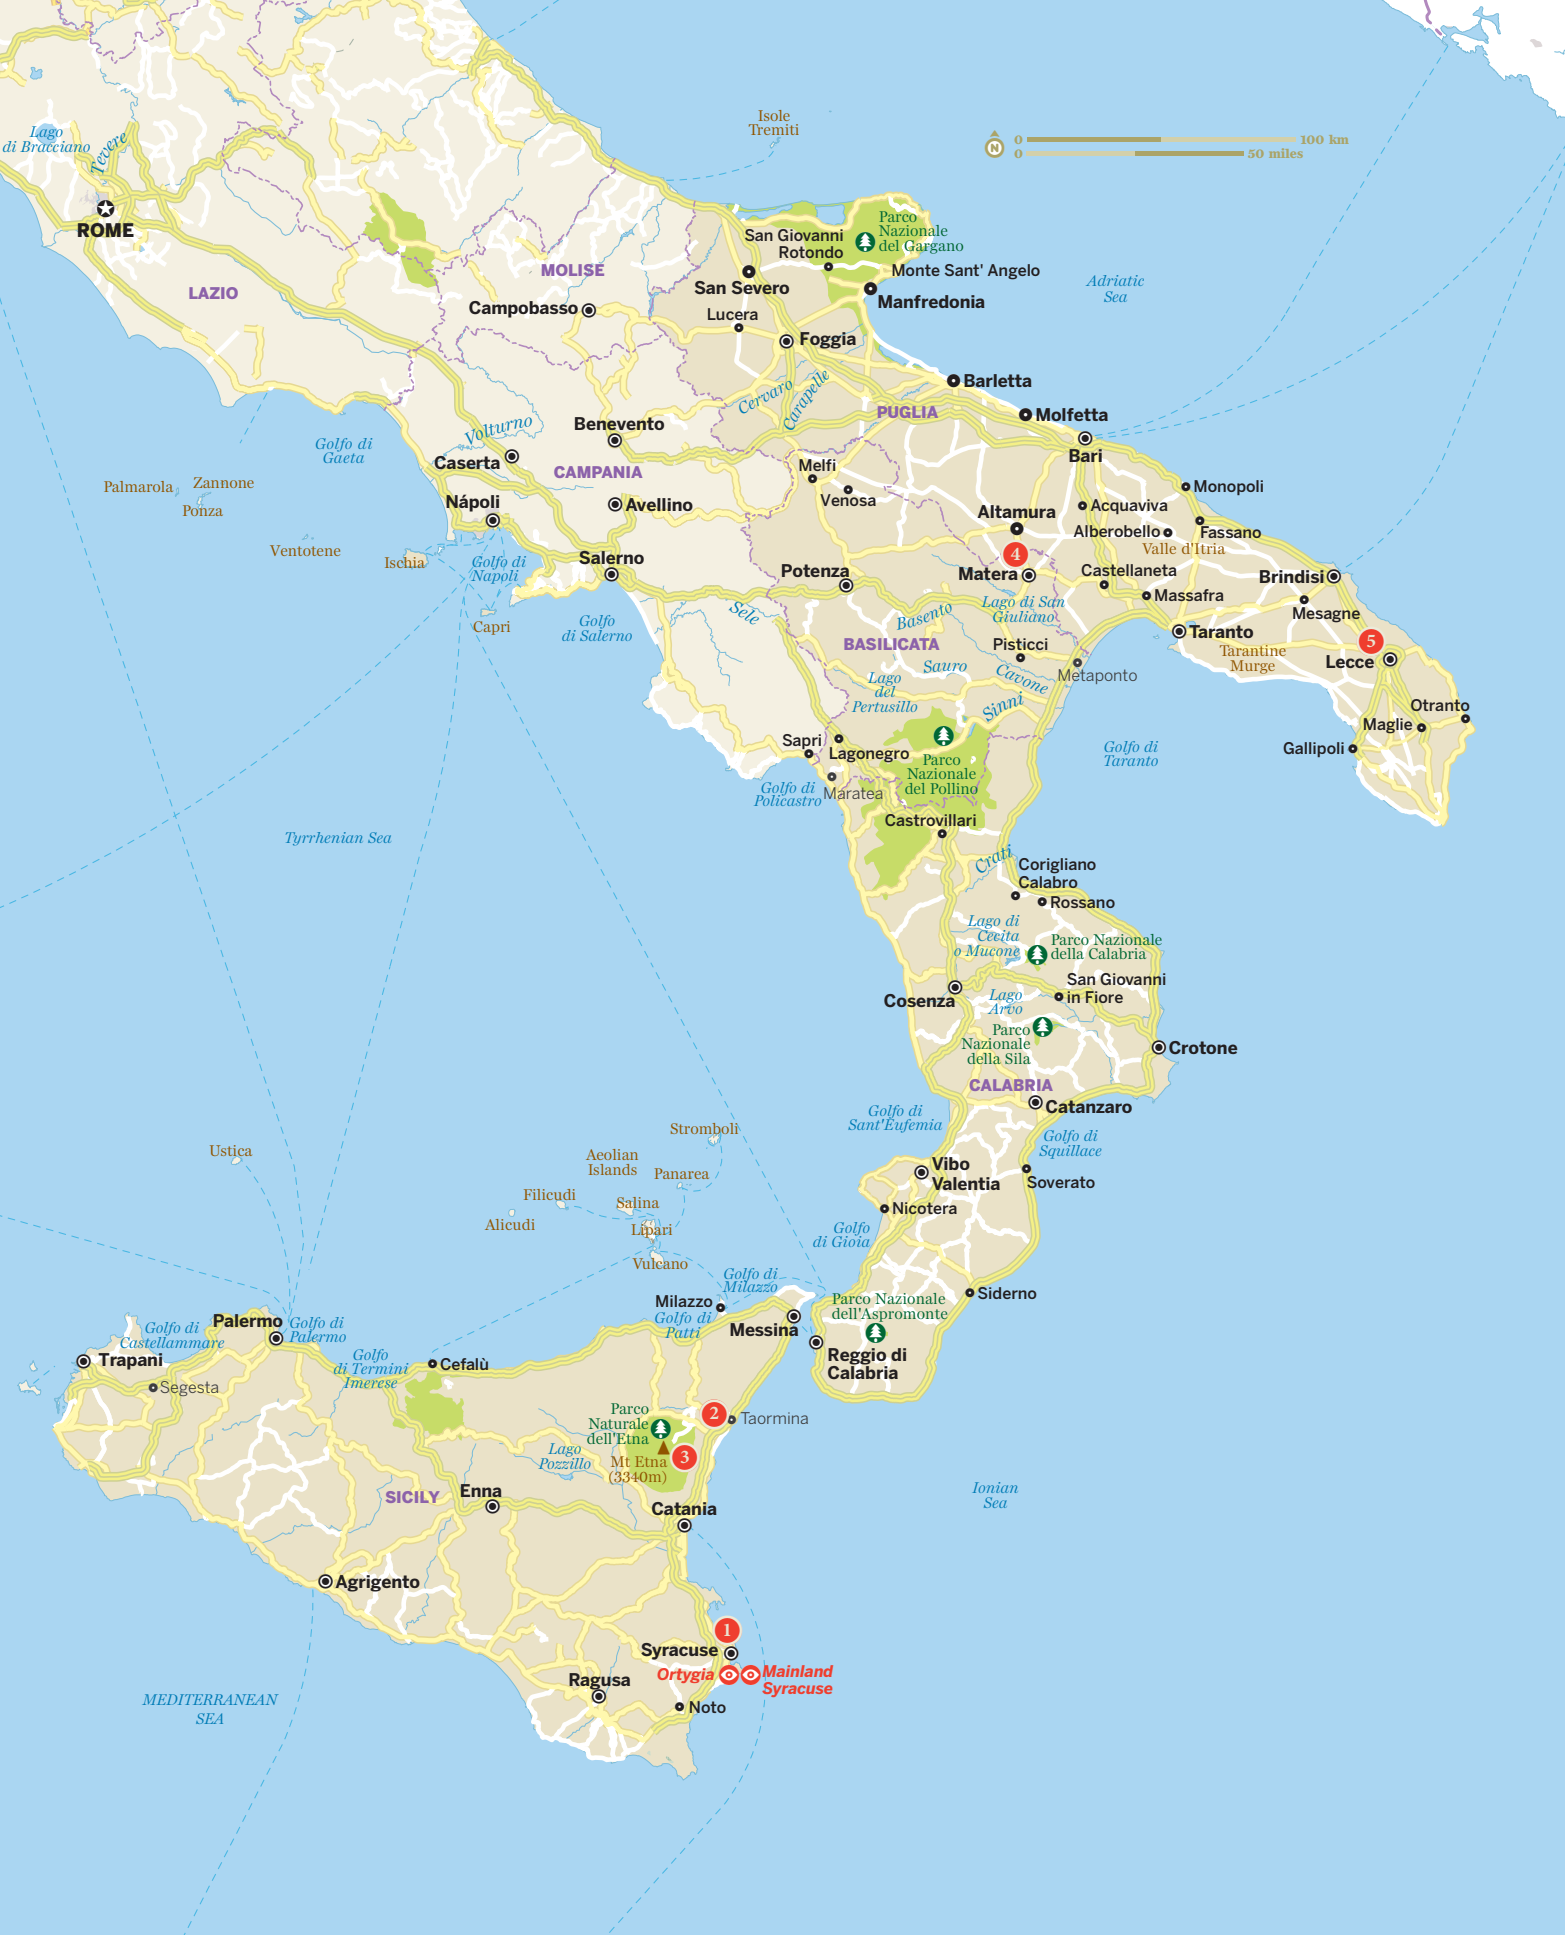 Isole
Tremiti
0
100 km
0
50 miles
N
Lago
di Bracciano
Tevere
ROME
LAZIO
MOLISE
Campobasso
San Giovanni
Rotondo
Parco
Nazionale
del Gargano
San Severo
Monte Sant' Angelo
Manfredonia
Lucera
Foggia
Adriatic
Sea
Cervaro
Carapelle
Barletta
PUGLIA
Molfetta
Bari
Golfo di
Gaeta
Volturno
Benevento
Caserta
CAMPANIA
Melfi
Venosa
Palmarola
Zannone
Ponza
Nápoli
Avellino
Altamura
Acquaviva
Monopoli
Alberobello
Fassano
Valle d'Itria
Ventotene
Ischia
Golfo di
Napoli
Salerno
Potenza
4
Matera
Castellaneta
Massafra
Brindisi
Mesagne
Capri
Golfo
di Salerno
Sele
Basento
Lago di San
Giuliano
Taranto
5
Lecce
BASILICATA
Pisticci
Tarantine
Murge
Sauro
Cavone
Metaponto
Lago
del
Pertusillo
Sinni
Otranto
Maglie
Gallipoli
Sapri
Lagonegro
Parco
Nazionale
del Pollino
Golfo di
Taranto
Golfo di
Policastro
Maratea
Castrovillari
Tyrrhenian Sea
Crati
Corigliano
Calabro
Rossano
Lago di
Cecita
o Mucone
Parco Nazionale
della Calabria
Cosenza
Lago
Arvo
San Giovanni
in Fiore
Parco
Nazionale
della Sila
Crotone
CALABRIA
Catanzaro
Golfo di
Sant'Eufemia
Golfo di
Squillace
Ustica
Stromboli
Aeolian
Islands
Panarea
Filicudi
Salina
Alicudi
Lipari
Vulcano
Vibo
Valentia
Soverato
Nicotera
Golfo
di Gioia
Golfo di
Milazzo
Milazzo
Golfo di
Patti
Messina
Siderno
Parco Nazionale
dell'Aspromonte
Reggio di
Calabria
Palermo
Golfo di
Palermo
Golfo di
Castellammare
Trapani
Segesta
Golfo
di Termini
Imerese
Cefalù
Parco
Naturale
dell'Etna
2
Taormina
Lago
Pozzillo
Mt Etna
(3340m)
3
SICILY
Enna
Catania
Ionian
Sea
Agrigento
1
Syracuse
Ortygia
Mainland
Syracuse
Ragusa
Noto
MEDITERRANEAN
SEA